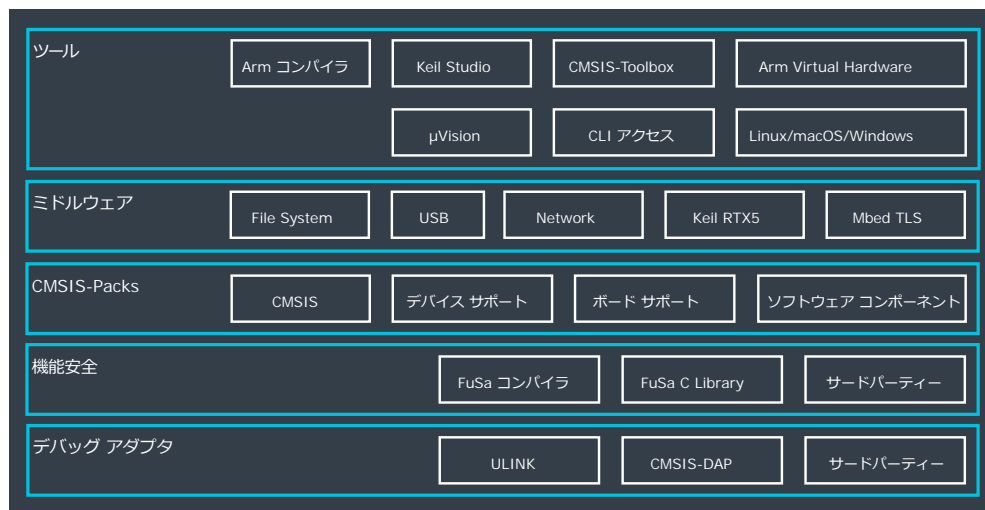 ツール
Arm コンパイラ
Keil Studio
CMSIS-Toolbox
Arm Virtual Hardware
µVision
CLI アクセス
Linux/macOS/Windows
ミドルウェア
File System
USB
Network
Keil RTX5
Mbed TLS
CMSIS-Packs
CMSIS
デバイス サポート
ボード サポート
ソフトウェア コンポーネント
機能安全
FuSa コンパイラ
FuSa C Library
サードパーティー
デバッグ アダプタ
ULINK
CMSIS-DAP
サードパーティー